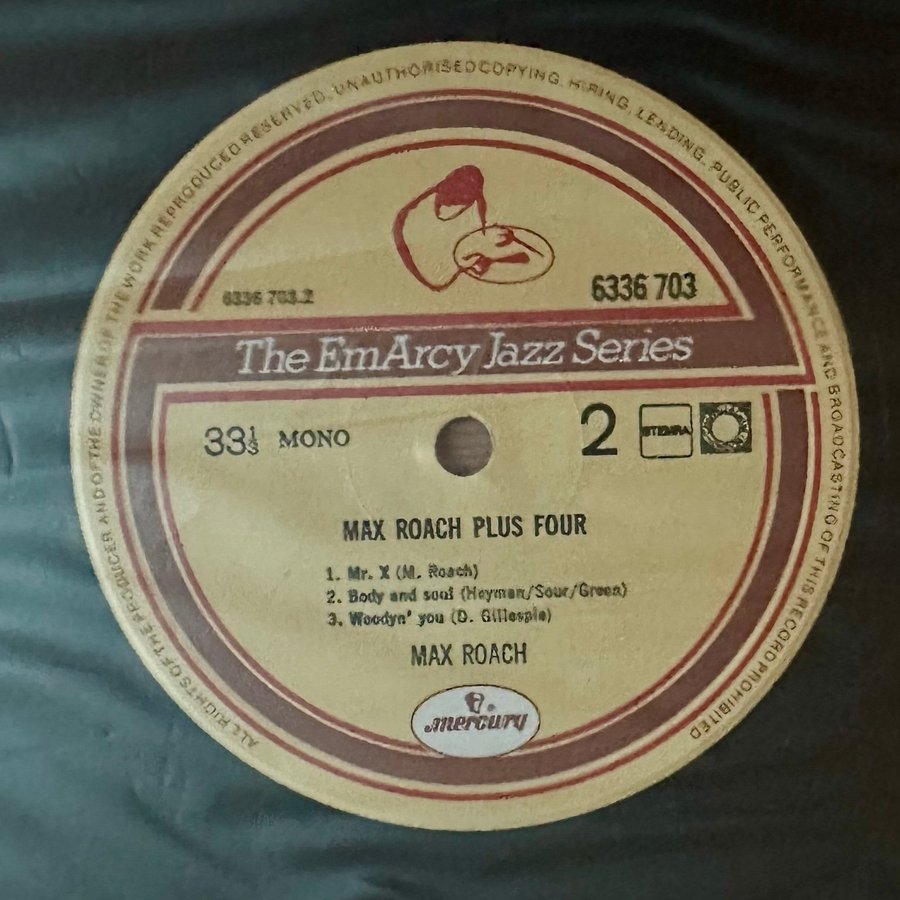 ALL RIGHTS OF THE PRODUCER AND OF THE OWNER OF THE WORK REPRODUCED RESERVED. UNAUTHORISED COPYING, HIRING, LENDING, PUBLIC PERFORMANCE AND BROADCASTING OF THIS RECORD PROHIBITED
6336 703.2
6336 703
The EmArcy Jazz Series
33⅓ MONO
2 STEMRA
MAX ROACH PLUS FOUR
1. Mr. X (M. Roach)
2. Body and soul (Heyman/Sour/Green)
3. Woodyn' you (D. Gillespie)
MAX ROACH
mercury